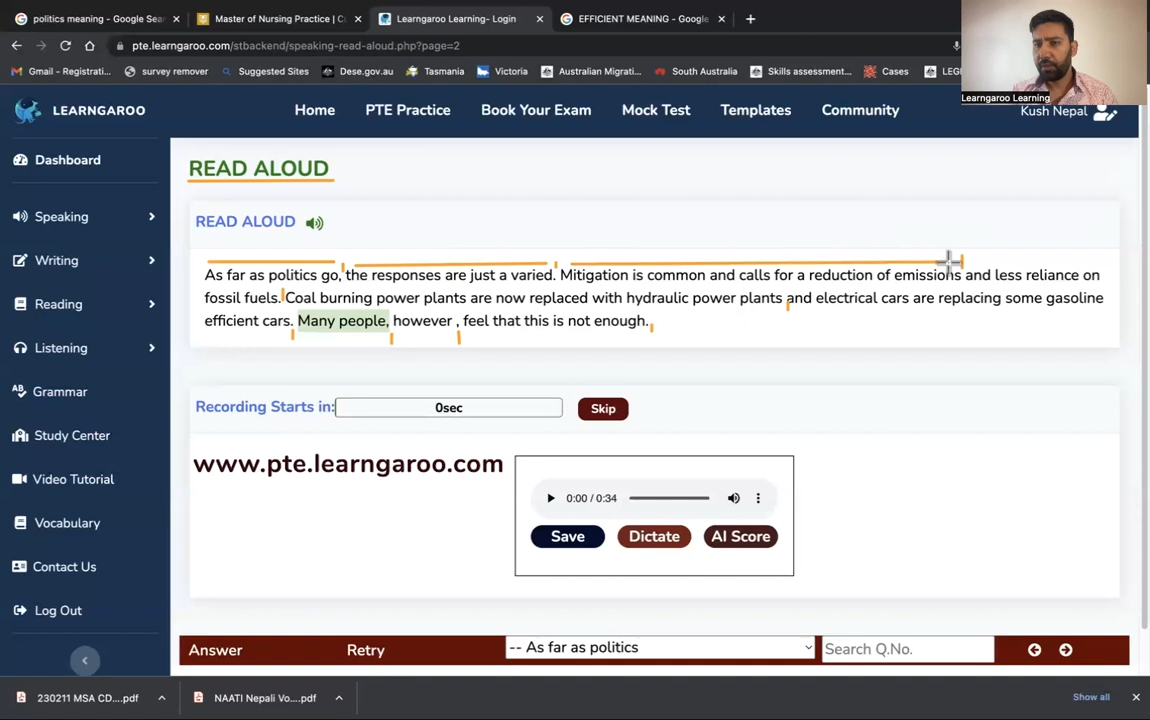 politics meaning - Google Sea
Master of Nursing Practice | C
Learngaroo Learning- Login
EFFICIENT MEANING - Google
pte.learngaroo.com/stbackend/speaking-read-aloud.php?page=2
Gmail - Registrati...
survey remover
Suggested Sites
Dese.gov.au
Tasmania
Victoria
Australian Migrati...
South Australia
Skills assessment...
Cases
Learngaroo Learning
LEARNGAROO
Home
PTE Practice
Book Your Exam
Mock Test
Templates
Community
Kush Nepal
Dashboard
Speaking
Writing
Reading
Listening
Grammar
Study Center
Video Tutorial
Vocabulary
Contact Us
Log Out
READ ALOUD
READ ALOUD
As far as politics go, the responses are just a varied. Mitigation is common and calls for a reduction of emissions and less reliance on
fossil fuels. Coal burning power plants are now replaced with hydraulic power plants and electrical cars are replacing some gasoline
efficient cars. Many people, however , feel that this is not enough.
Recording Starts in:
0sec
Skip
www.pte.learngaroo.com
0:00 / 0:34
Save
Dictate
AI Score
Answer
Retry
-- As far as politics
Search Q.No.
230211 MSA CD....pdf
NAATI Nepali Vo....pdf
Show all